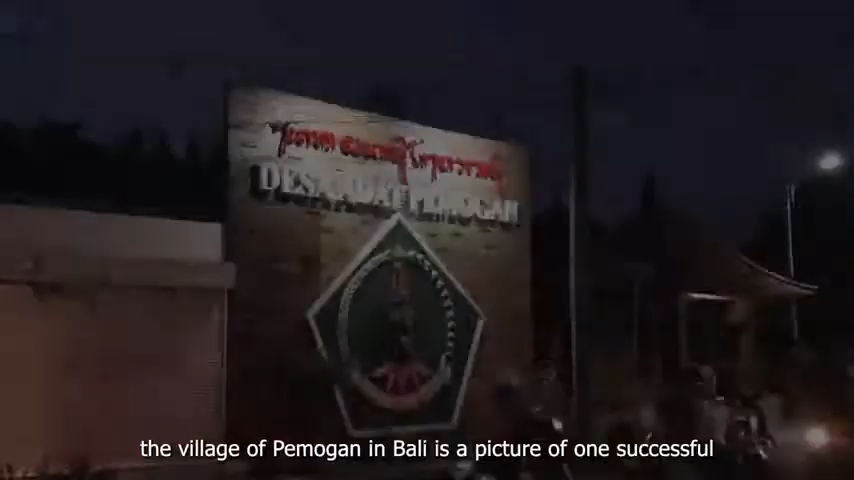 DESA ADAT PEMOGAN
the village of Pemogan in Bali is a picture of one successful